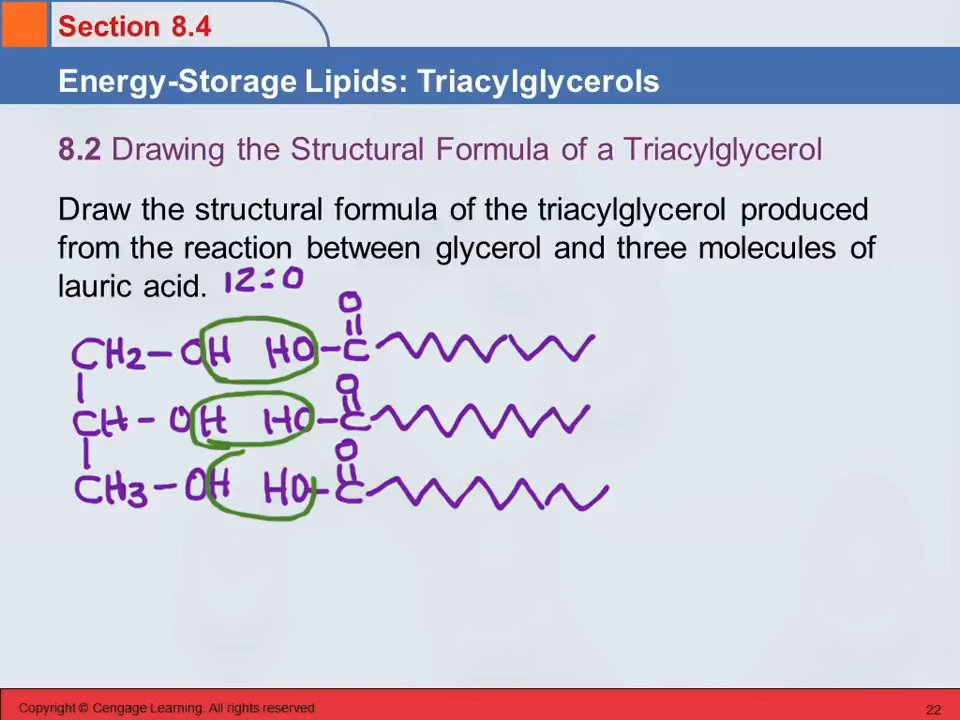 Section 8.4
Energy-Storage Lipids: Triacylglycerols
8.2 Drawing the Structural Formula of a Triacylglycerol
Draw the structural formula of the triacylglycerol produced
from the reaction between glycerol and three molecules of
lauric acid. 12:0
O
CH2-OH HO-C
O
CH-OH HO-C
O
CH3-OH HO-C
Copyright © Cengage Learning. All rights reserved 22